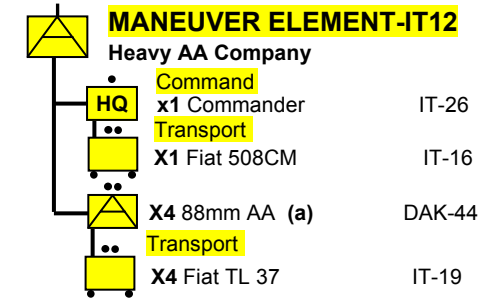 MANEUVER ELEMENT-IT12
Heavy AA Company
Command
HQ x1 Commander IT-26
Transport
X1 Fiat 508CM IT-16
X4 88mm AA (a) DAK-44
Transport
X4 Fiat TL 37 IT-19